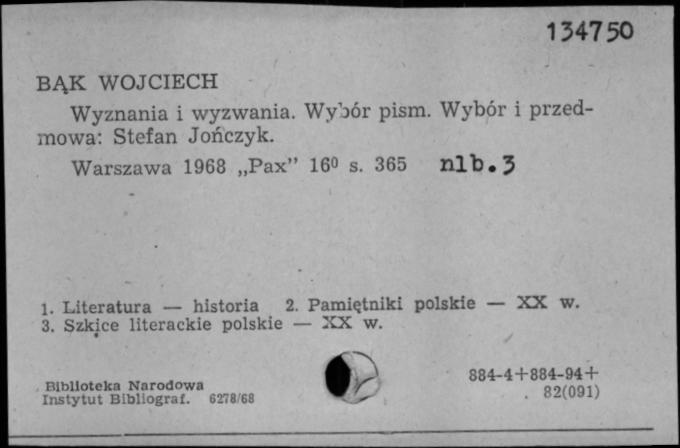 134750
BĄK WOJCIECH
Wyznania i wyzwania. Wybór pism. Wybór i przed-
mowa: Stefan Jończyk.
Warszawa 1968 „Pax” 16⁰ s. 365 nlb. 3
1. Literatura — historia 2. Pamiętniki polskie — XX w.
3. Szkice literackie polskie — XX w.
Biblioteka Narodowa
Instytut Bibliograf. 6278/68
884-4+884-94+
82(091)